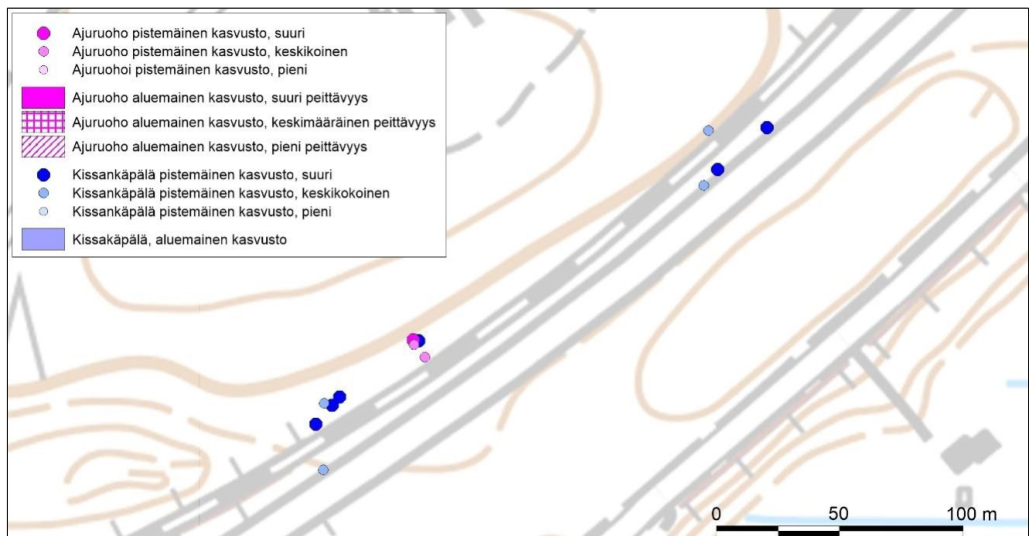 Ajuruoho pistemäinen kasvusto, suuri
Ajuruoho pistemäinen kasvusto, keskikoinen
Ajuruohoi pistemäinen kasvusto, pieni
Ajuruoho aluemainen kasvusto, suuri peittävyys
Ajuruoho aluemainen kasvusto, keskimääräinen peittävyys
Ajuruoho aluemainen kasvusto, pieni peittävyys
Kissankäpälä pistemäinen kasvusto, suuri
Kissankäpälä pistemäinen kasvusto, keskikokoinen
Kissankäpälä pistemäinen kasvusto, pieni
Kissakäpälä, aluemainen kasvusto
0 50 100 m